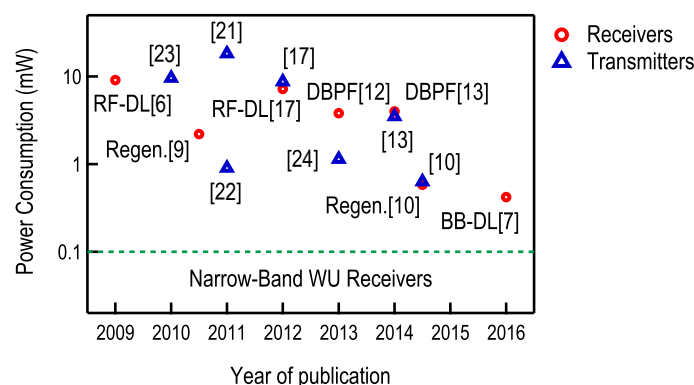 Receivers
Transmitters
Power Consumption (mW)
10
1
0.1
[21]
[23]
[17]
RF-DL[6]
RF-DL[17]
DBPF[12]
DBPF[13]
Regen.[9]
[13]
[24]
[10]
[22]
Regen.[10]
BB-DL[7]
Narrow-Band WU Receivers
2009 2010 2011 2012 2013 2014 2015 2016
Year of publication